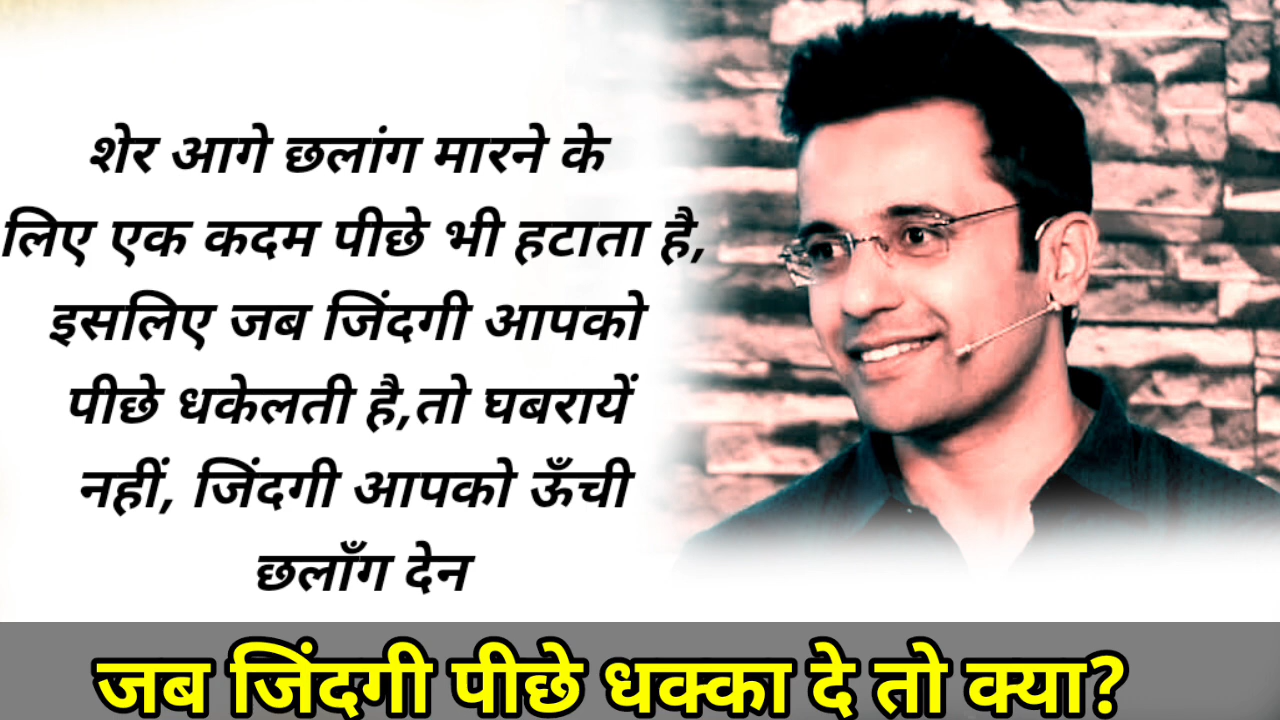 शेर आगे छलांग मारने के
लिए एक कदम पीछे भी हटाता है,
इसलिए जब जिंदगी आपको
पीछे धकेलती है,तो घबरायें
नहीं, जिंदगी आपको ऊँची
छलाँग देन
जब जिंदगी पीछे धक्का दे तो क्या?